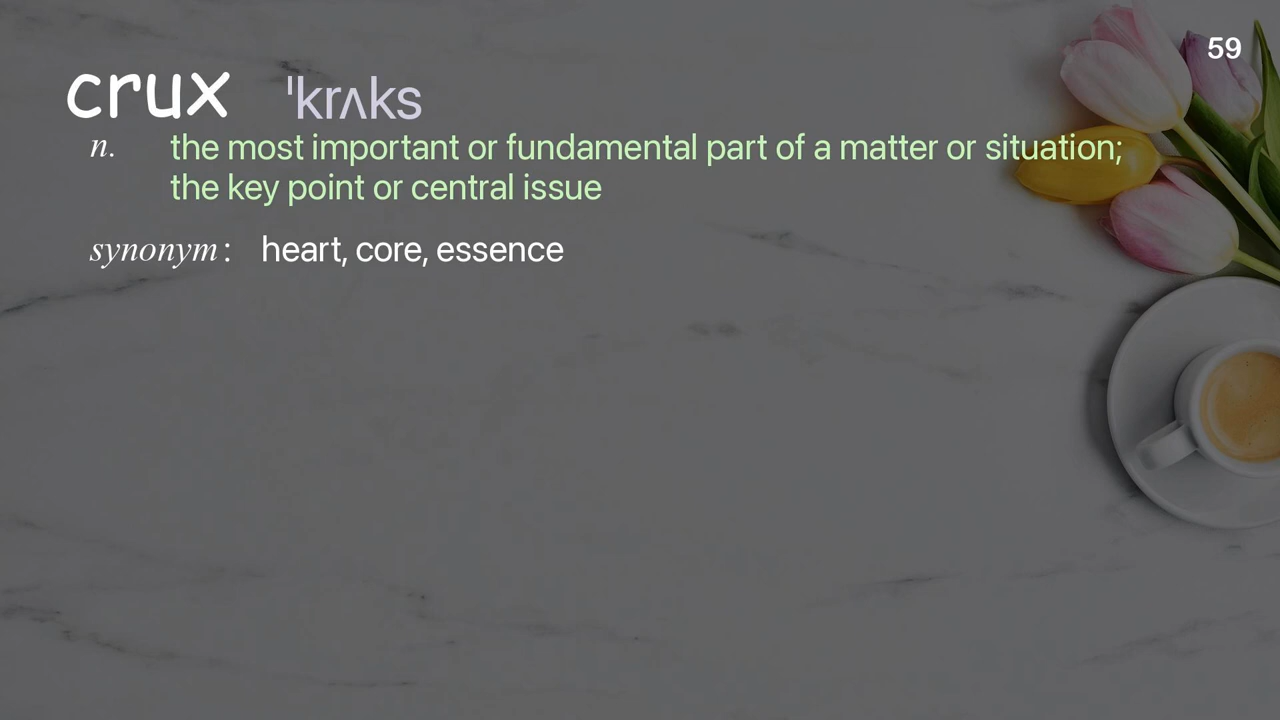 59
crux ˈkrʌks
n. the most important or fundamental part of a matter or situation;
the key point or central issue
synonym : heart, core, essence